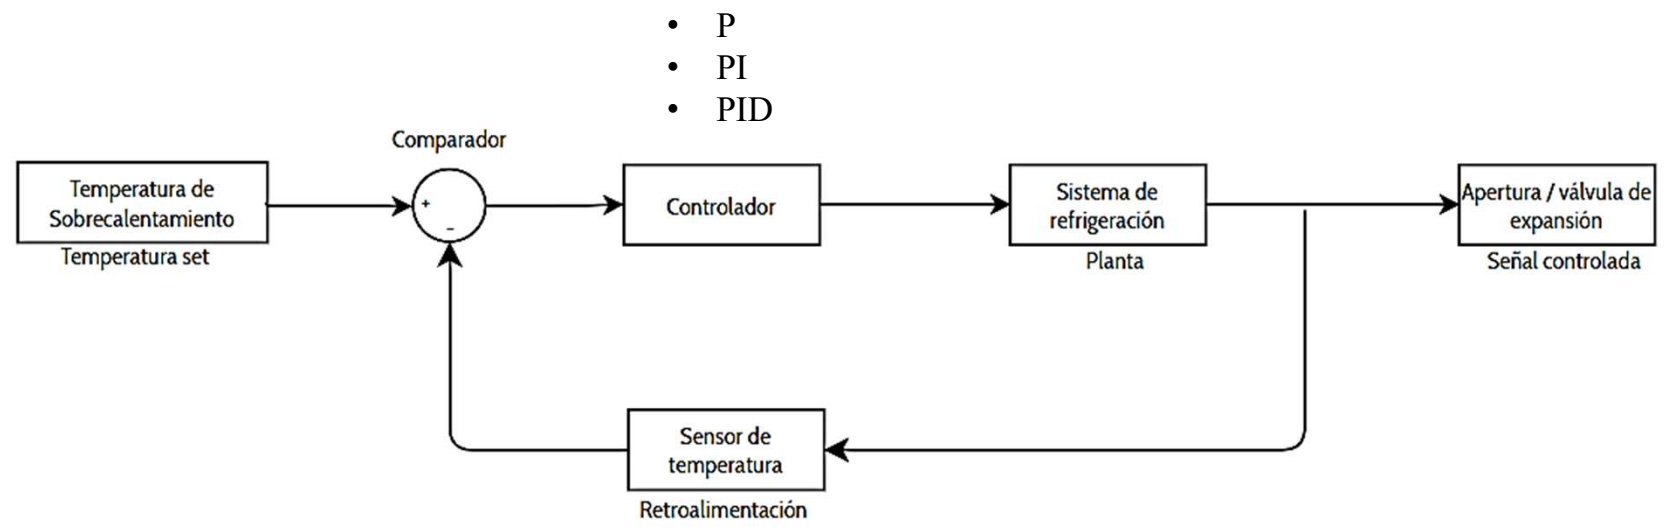 • P
• PI
• PID
Comparador
Temperatura de
Sobrecalentamiento
Temperatura set
+
-
Controlador
Sistema de
refrigeración
Planta
Apertura / válvula de
expansión
Señal controlada
Sensor de
temperatura
Retroalimentación